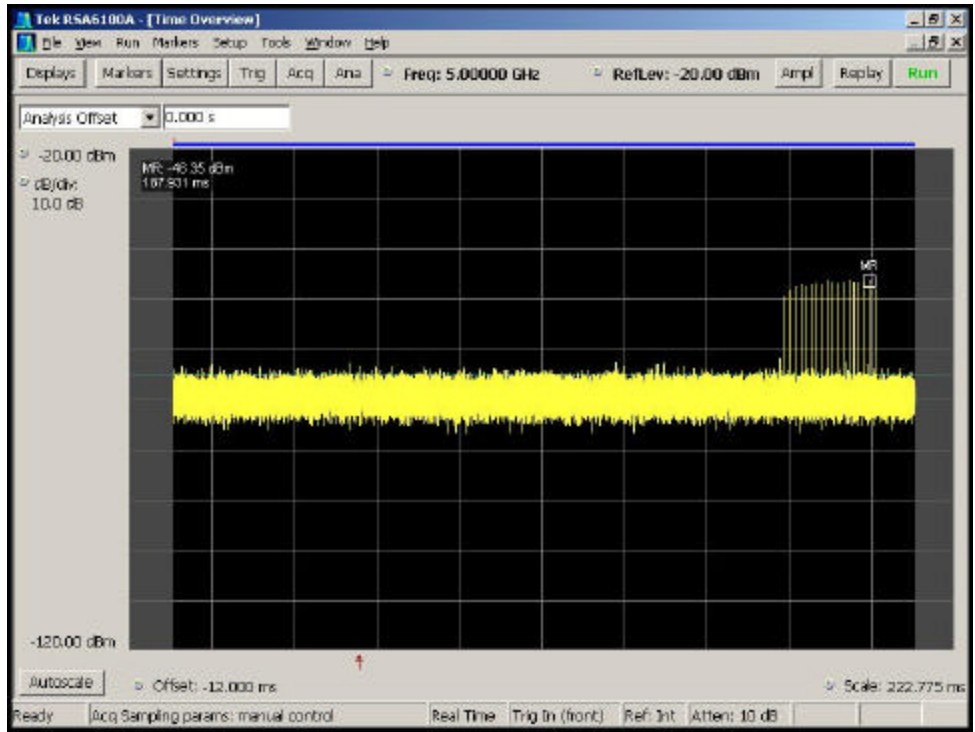 Tek RSA6100A - [Time Overview]
File View Run Markers Setup Tools Window Help
Displays Markers Settings Trig Acq Ana Freq: 5.00000 GHz RefLev: -20.00 dBm Ampl Replay Run
Analysis Offset 0.000 s
-20.00 dBm
dB/div:
10.0 dB
MR: -46.35 dBm
187.931 ms
MR
-120.00 dBm
Autoscale Offset: -12.000 ms Scale: 222.775 ms
Ready Acq Sampling params: manual control Real Time Trig In (front) Ref: Int Atten: 10 dB